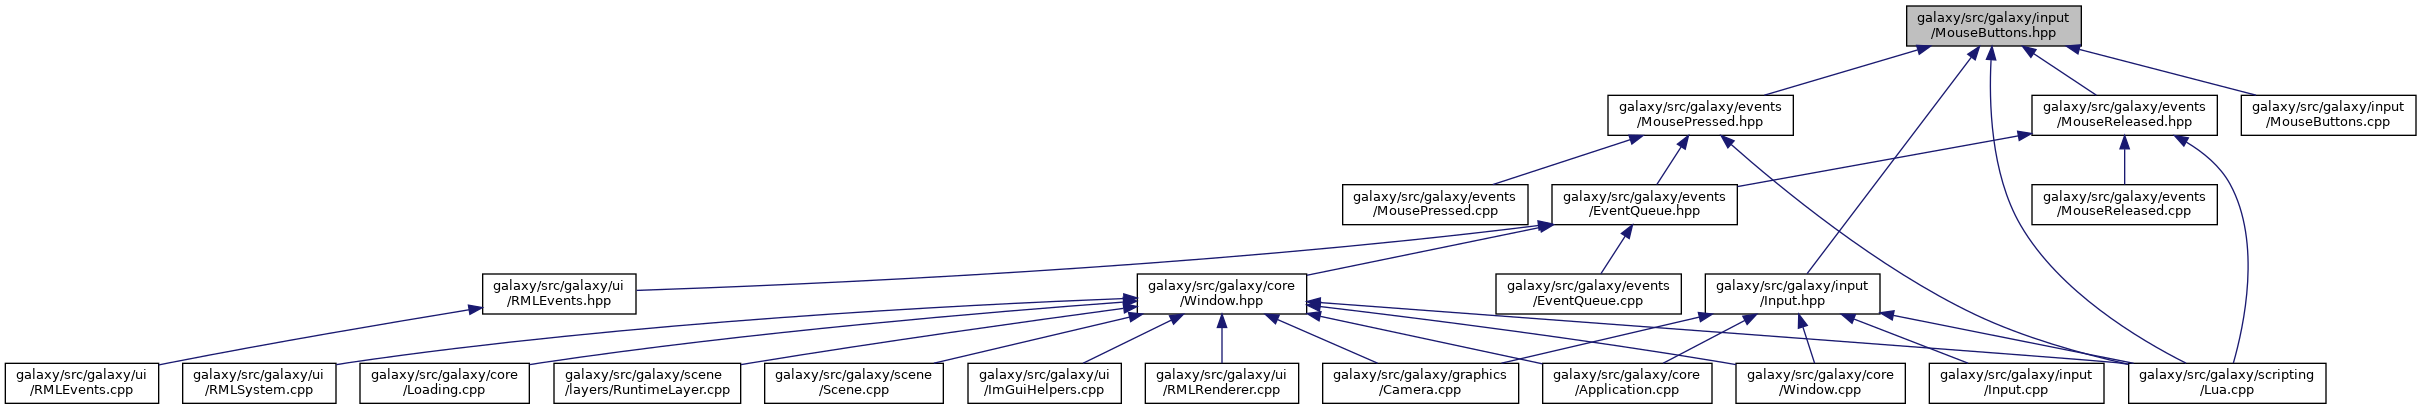 galaxy/src/galaxy/input
/MouseButtons.hpp
galaxy/src/galaxy/events
/MousePressed.hpp
galaxy/src/galaxy/events
/MouseReleased.hpp
galaxy/src/galaxy/input
/MouseButtons.cpp
galaxy/src/galaxy/events
/MousePressed.cpp
galaxy/src/galaxy/events
/EventQueue.hpp
galaxy/src/galaxy/events
/MouseReleased.cpp
galaxy/src/galaxy/ui
/RMLEvents.hpp
galaxy/src/galaxy/core
/Window.hpp
galaxy/src/galaxy/events
/EventQueue.cpp
galaxy/src/galaxy/input
/Input.hpp
galaxy/src/galaxy/ui
/RMLEvents.cpp
galaxy/src/galaxy/ui
/RMLSystem.cpp
galaxy/src/galaxy/core
/Loading.cpp
galaxy/src/galaxy/scene
/layers/RuntimeLayer.cpp
galaxy/src/galaxy/scene
/Scene.cpp
galaxy/src/galaxy/ui
/ImGuiHelpers.cpp
galaxy/src/galaxy/ui
/RMLRenderer.cpp
galaxy/src/galaxy/graphics
/Camera.cpp
galaxy/src/galaxy/core
/Application.cpp
galaxy/src/galaxy/core
/Window.cpp
galaxy/src/galaxy/input
/Input.cpp
galaxy/src/galaxy/scripting
/Lua.cpp